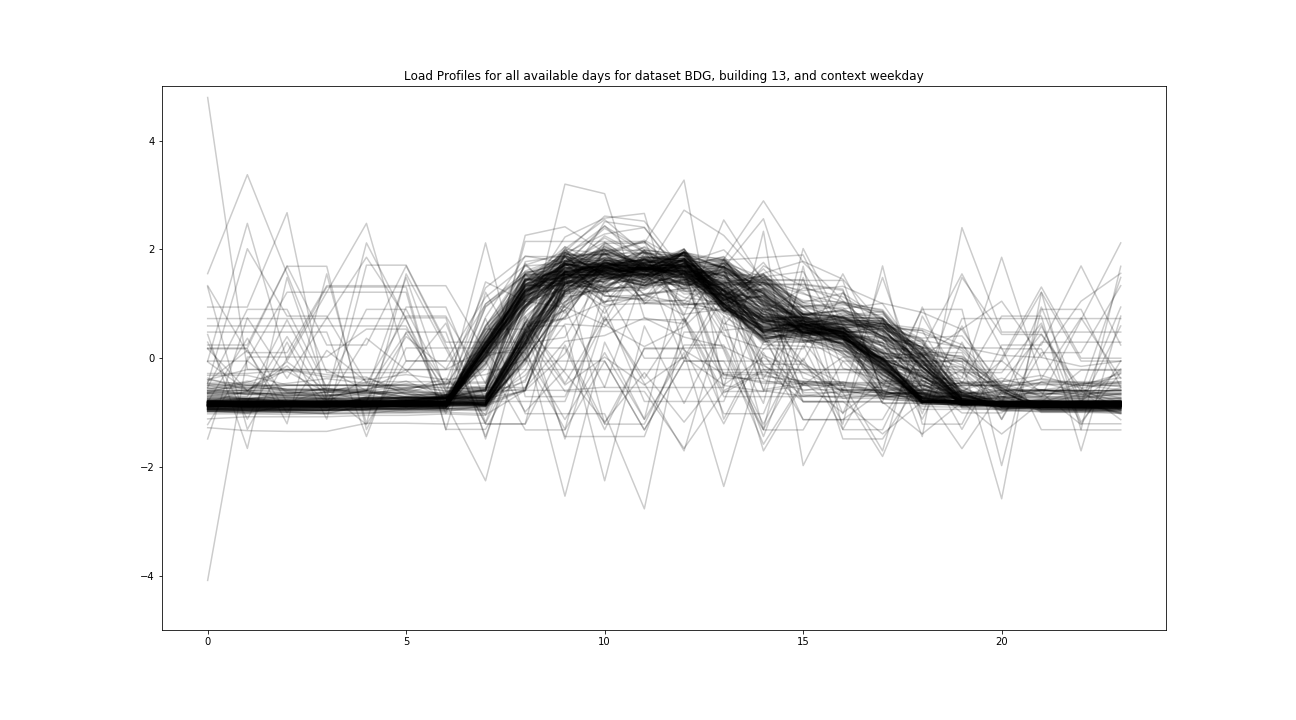 Load Profiles for all available days for dataset BDG, building 13, and context weekday
4
2
0
−2
−4
0 5 10 15 20